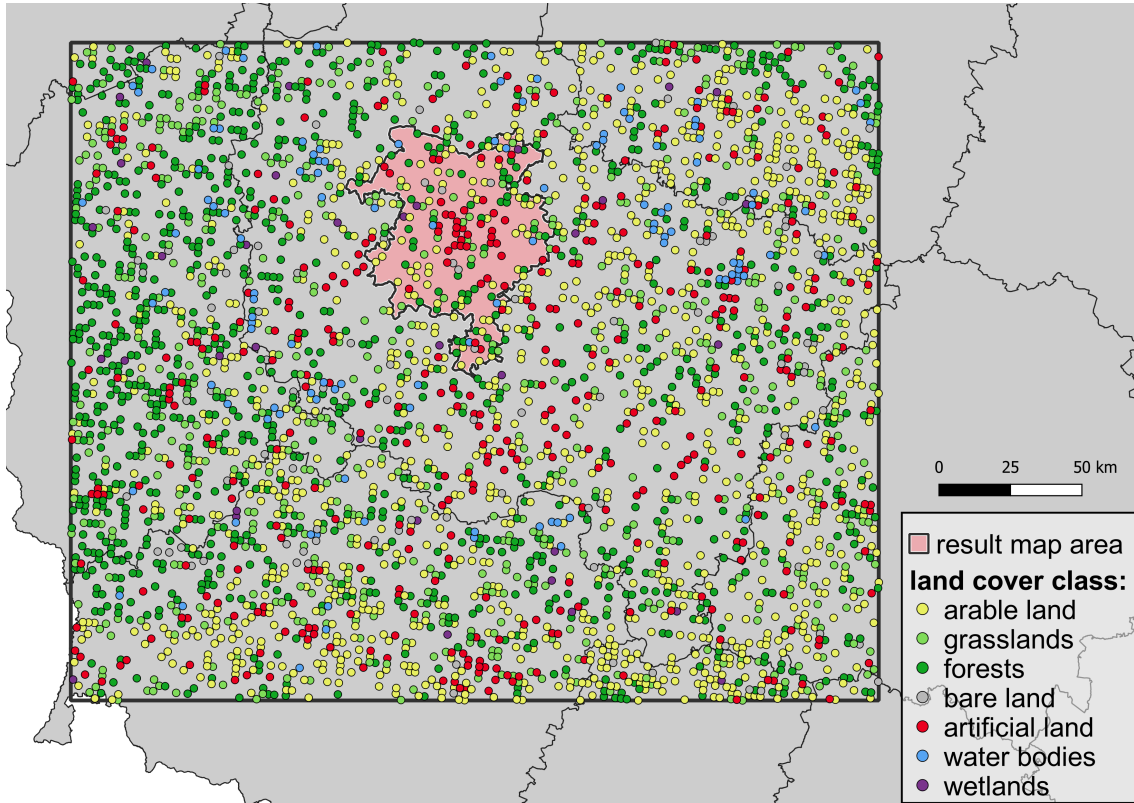 0 25 50 km
result map area
land cover class:
arable land
grasslands
forests
bare land
artificial land
water bodies
wetlands